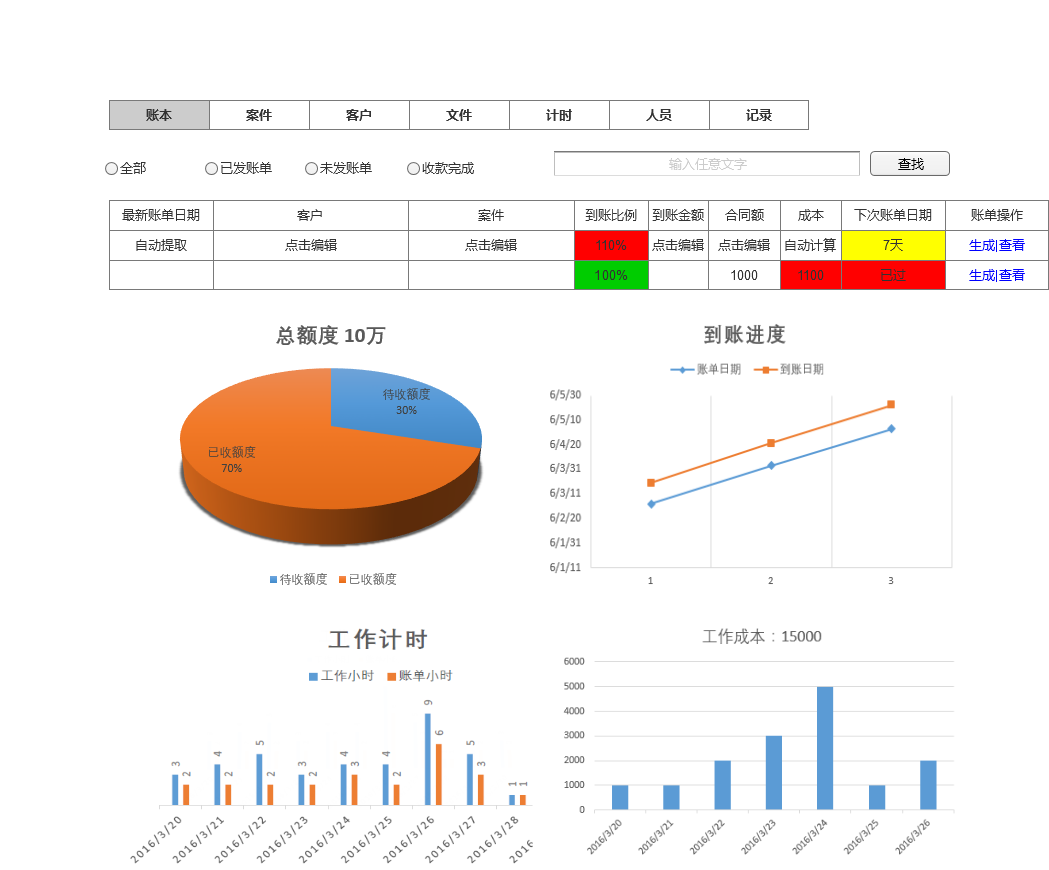 账本 案件 客户 文件 计时 人员 记录
全部 已发账单 未发账单 收款完成 输入任意文字 查找
最新账单日期 客户 案件 到账比例 到账金额 合同额 成本 下次账单日期 账单操作
自动提取 点击编辑 点击编辑 110% 点击编辑 点击编辑 自动计算 7天 生成|查看
100% 1000 1100 已过 生成|查看
总额度 10万
待收额度
30%
已收额度
70%
待收额度 已收额度
到账进度
账单日期 到账日期
6/5/30
6/5/10
6/4/20
6/3/31
6/3/11
6/2/20
6/1/31
6/1/11
1 2 3
工作计时
工作小时 账单小时
3 2 4 2 5 2 3 2 4 3 4 2 9 6 5 3 1 1
2016/3/20 2016/3/21 2016/3/22 2016/3/23 2016/3/24 2016/3/25 2016/3/26 2016/3/27 2016/3/28 2016
工作成本：15000
6000
5000
4000
3000
2000
1000
0
2016/3/20 2016/3/21 2016/3/22 2016/3/23 2016/3/24 2016/3/25 2016/3/26